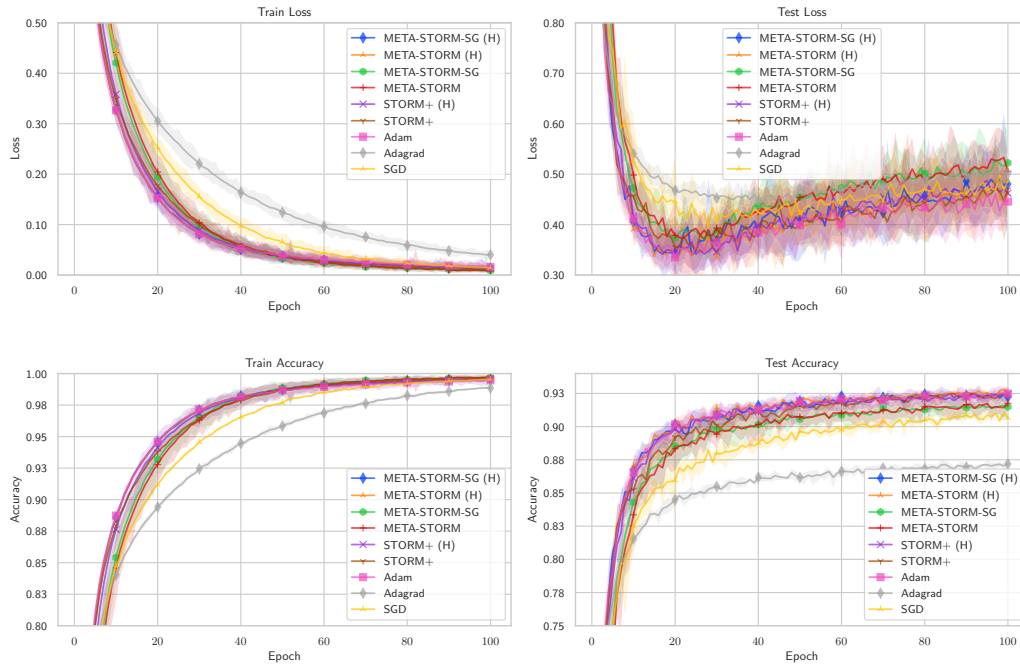 Train Loss
0.50
0.40
0.30
0.20
0.10
0.00
Loss
0
20
40
60
80
100
Epoch
META-STORM-SG (H)
META-STORM (H)
META-STORM-SG
META-STORM
STORM+ (H)
STORM+
Adam
Adagrad
SGD
Test Loss
0.80
0.70
0.60
0.50
0.40
0.30
Loss
0
20
40
60
80
100
Epoch
META-STORM-SG (H)
META-STORM (H)
META-STORM-SG
META-STORM
STORM+ (H)
STORM+
Adam
Adagrad
SGD
Train Accuracy
1.00
0.98
0.95
0.93
0.90
0.88
0.85
0.83
0.80
Accuracy
0
20
40
60
80
100
Epoch
META-STORM-SG (H)
META-STORM (H)
META-STORM-SG
META-STORM
STORM+ (H)
STORM+
Adam
Adagrad
SGD
Test Accuracy
0.93
0.90
0.88
0.85
0.83
0.80
0.78
0.75
Accuracy
0
20
40
60
80
100
Epoch
META-STORM-SG (H)
META-STORM (H)
META-STORM-SG
META-STORM
STORM+ (H)
STORM+
Adam
Adagrad
SGD